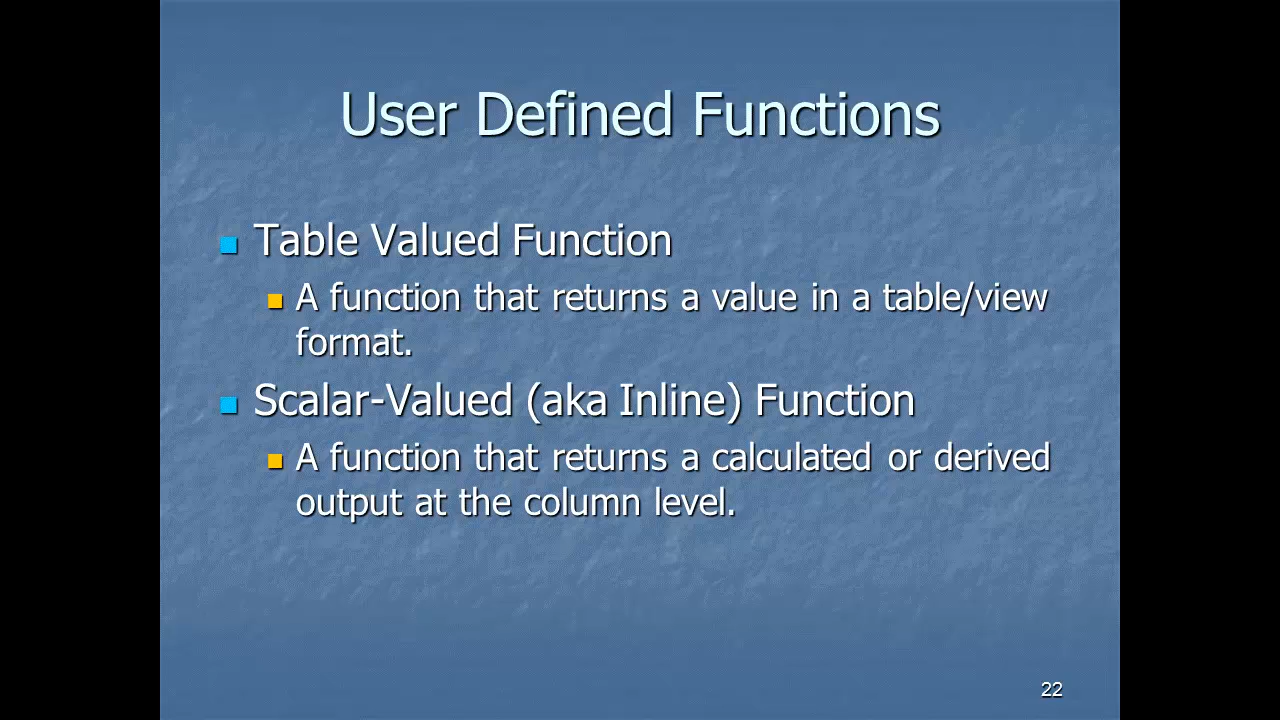 User Defined Functions
Table Valued Function
A function that returns a value in a table/view
format.
Scalar-Valued (aka Inline) Function
A function that returns a calculated or derived
output at the column level.
22